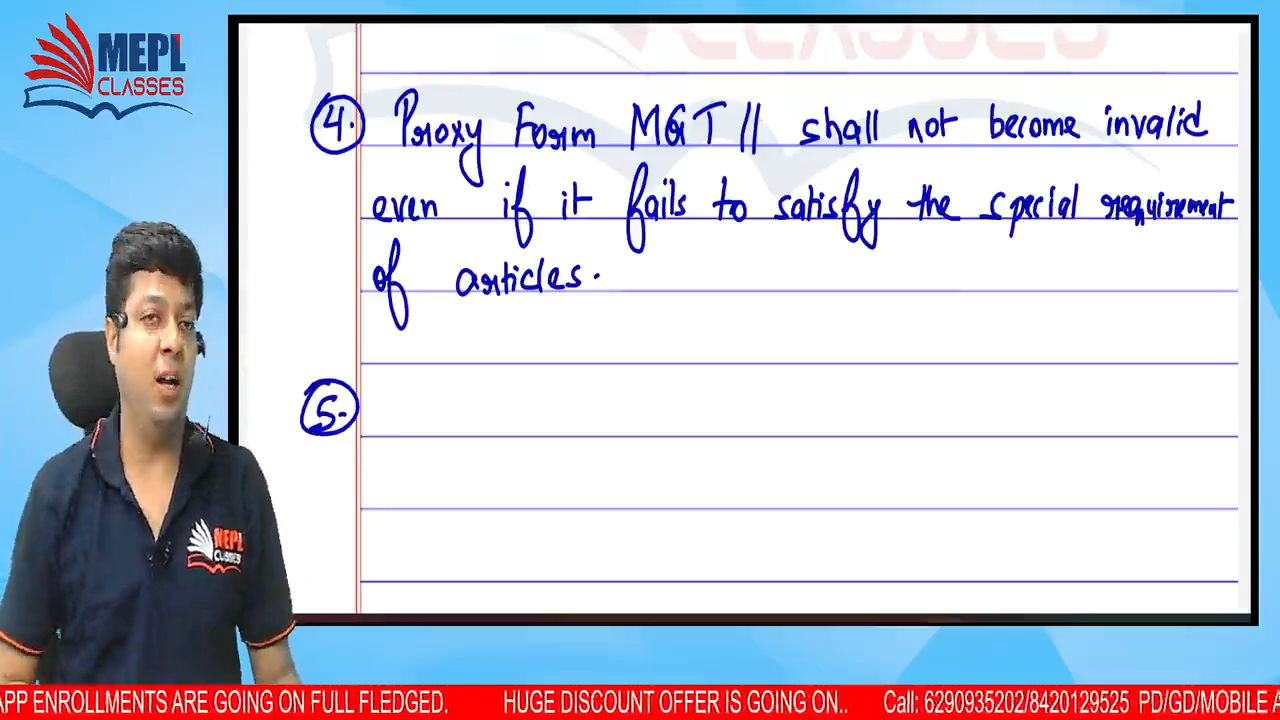 MEPL
CLASSES
CLASSES
4. Proxy Form MGT 11 shall not become invalid
even if it fails to satisfy the special requirement
of articles.
5.
MEPL
CLASSES
APP ENROLLMENTS ARE GOING ON FULL FLEDGED. HUGE DISCOUNT OFFER IS GOING ON.. Call: 6290935202/8420129525 PD/GD/MOBILE A